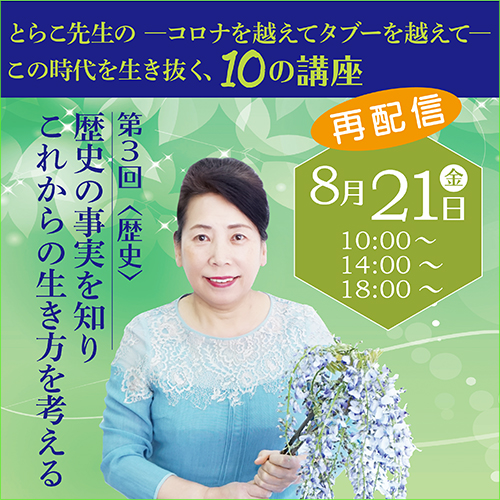 とらこ先生の ―コロナを越えてタブーを越えて―
この時代を生き抜く、10の講座
再配信
8月21日 金
10:00～
14:00～
18:00～
第3回〈歴史〉
歴史の事実を知り
これからの生き方を考える